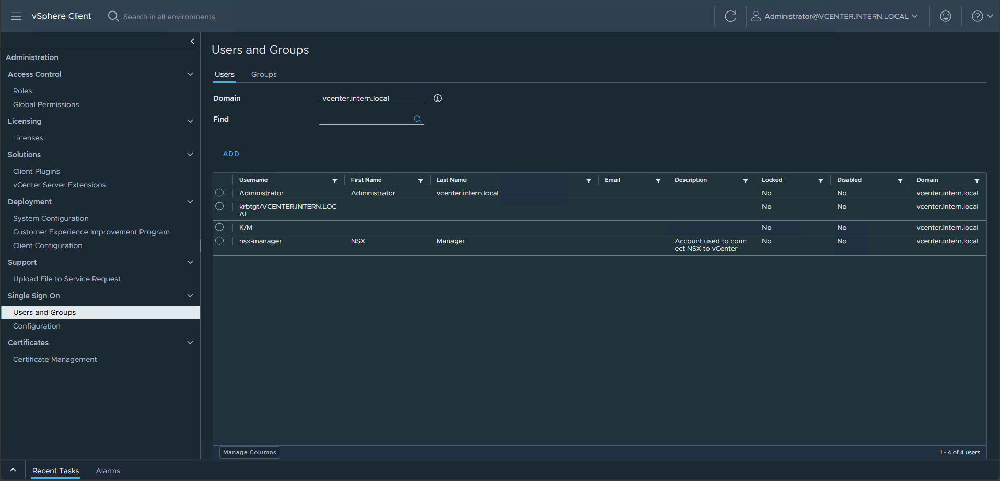 vSphere Client
Search in all environments
Administrator@VCENTER.INTERN.LOCAL
Administration
Access Control
Roles
Global Permissions
Licensing
Licenses
Solutions
Client Plugins
vCenter Server Extensions
Deployment
System Configuration
Customer Experience Improvement Program
Client Configuration
Support
Upload File to Service Request
Single Sign On
Users and Groups
Configuration
Certificates
Certificate Management
Users and Groups
Users Groups
Domain vcenter.intern.local
Find
ADD
Username First Name Last Name Email Description Locked Disabled Domain
Administrator Administrator vcenter.intern.local No No vcenter.intern.local
krbtgt/VCENTER.INTERN.LOC No No vcenter.intern.local
AL
K/M No No vcenter.intern.local
nsx-manager NSX Manager Account used to conn No No vcenter.intern.local
ect NSX to vCenter
Manage Columns 1 - 4 of 4 users
Recent Tasks Alarms